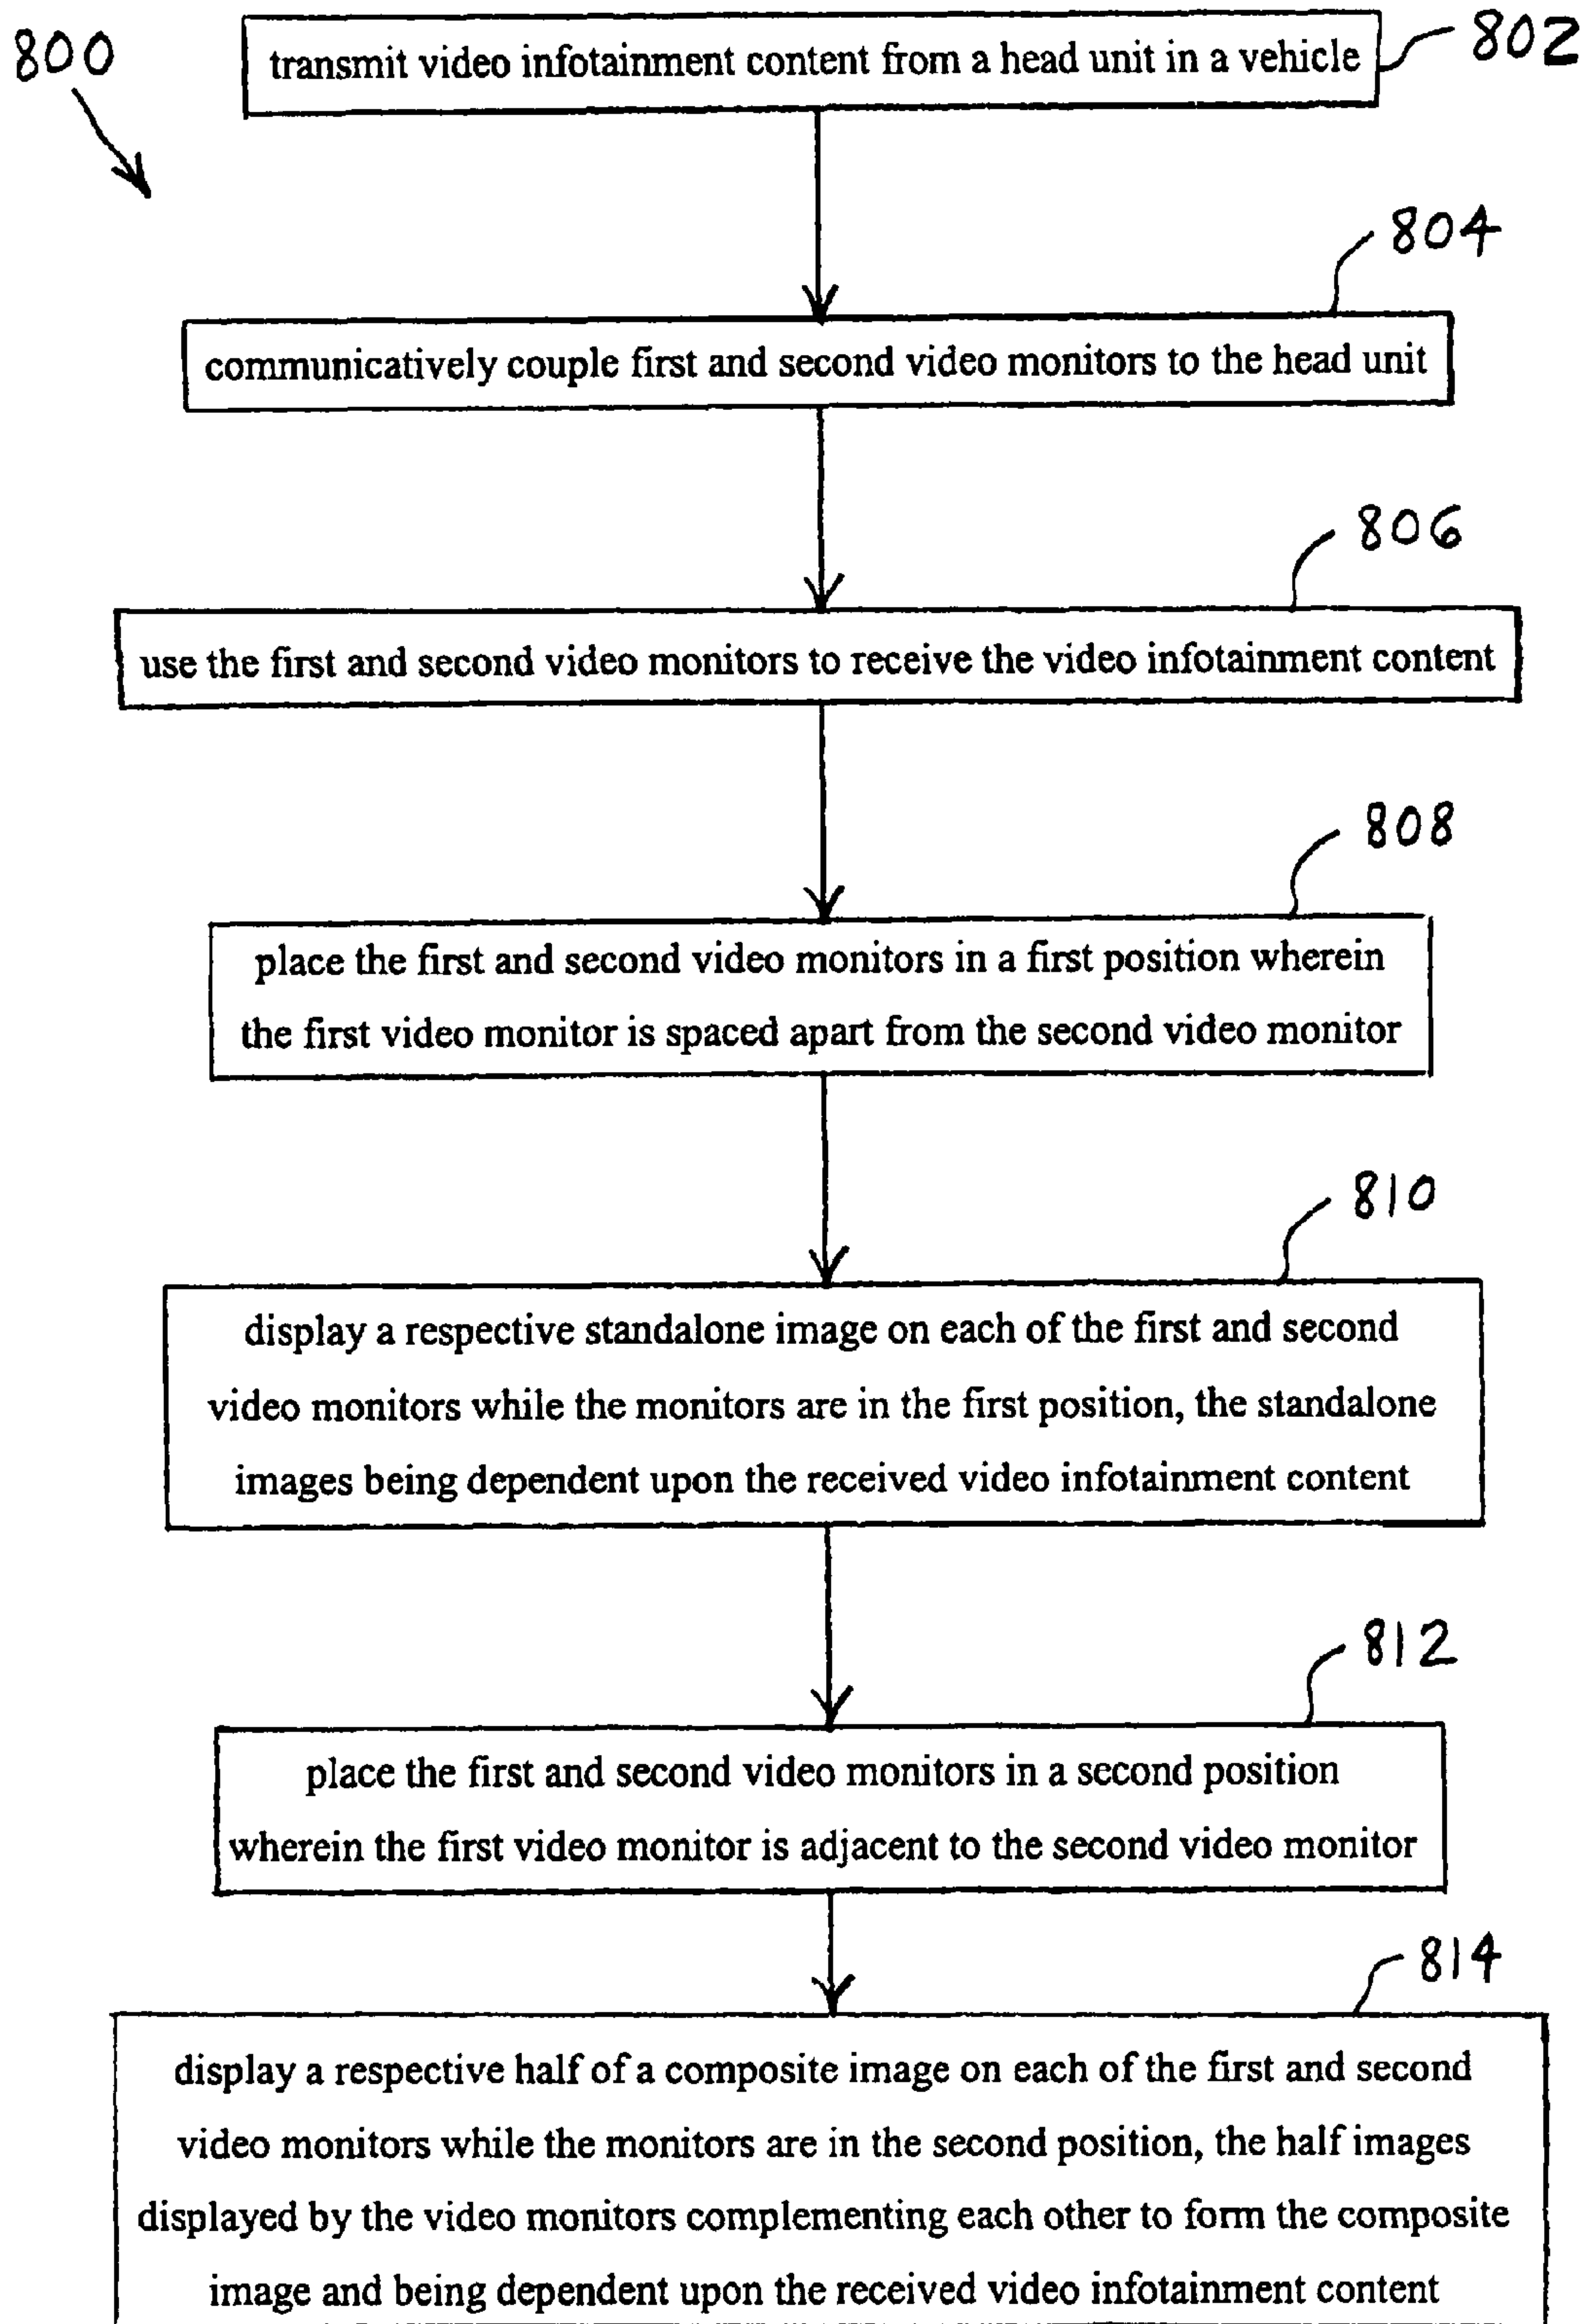 800
transmit video infotainment content from a head unit in a vehicle
802
804
communicatively couple first and second video monitors to the head unit
806
use the first and second video monitors to receive the video infotainment content
808
place the first and second video monitors in a first position wherein
the first video monitor is spaced apart from the second video monitor
810
display a respective standalone image on each of the first and second
video monitors while the monitors are in the first position, the standalone
images being dependent upon the received video infotainment content
812
place the first and second video monitors in a second position
wherein the first video monitor is adjacent to the second video monitor
814
display a respective half of a composite image on each of the first and second
video monitors while the monitors are in the second position, the half images
displayed by the video monitors complementing each other to form the composite
image and being dependent upon the received video infotainment content